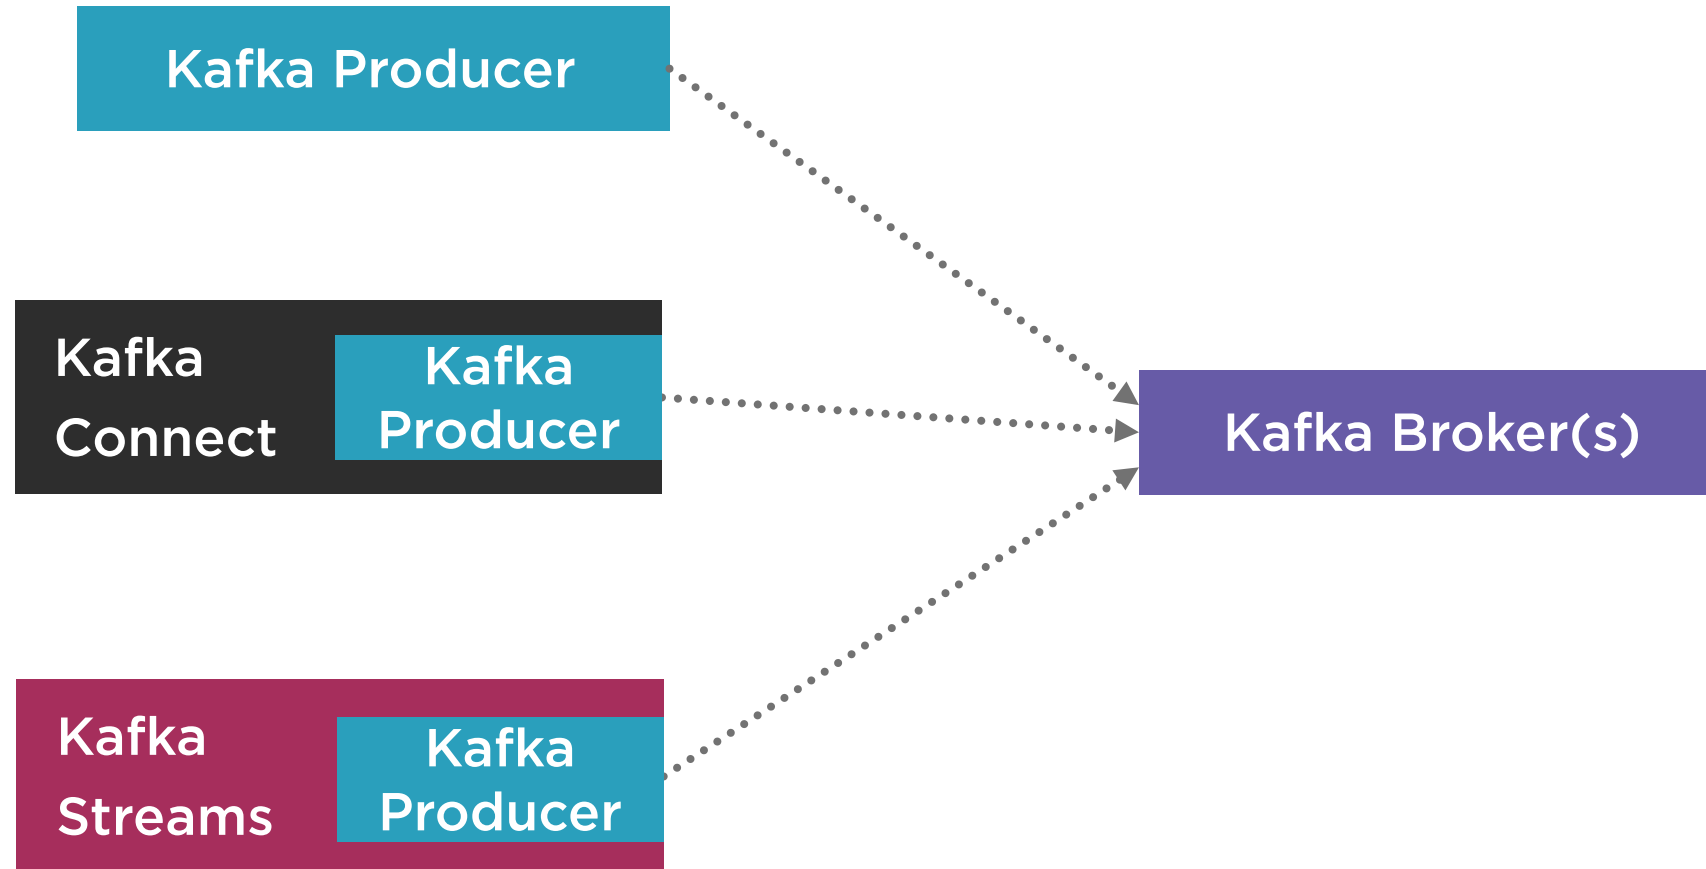 Kafka Producer
Kafka
Connect
Kafka
Producer
Kafka Broker(s)
Kafka
Streams
Kafka
Producer